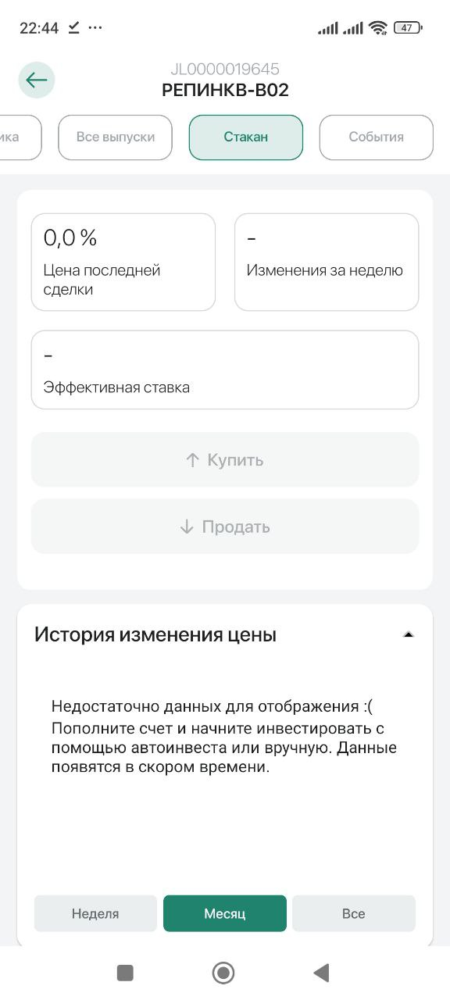 22:44
47
JL0000019645
РЕПИНКВ-В02
ика
Все выпуски
Стакан
События
0,0 %
Цена последней
сделки
–
Изменения за неделю
–
Эффективная ставка
↑ Купить
↓ Продать
История изменения цены
Недостаточно данных для отображения :(
Пополните счет и начните инвестировать с
помощью автоинвеста или вручную. Данные
появятся в скором времени.
Неделя
Месяц
Все